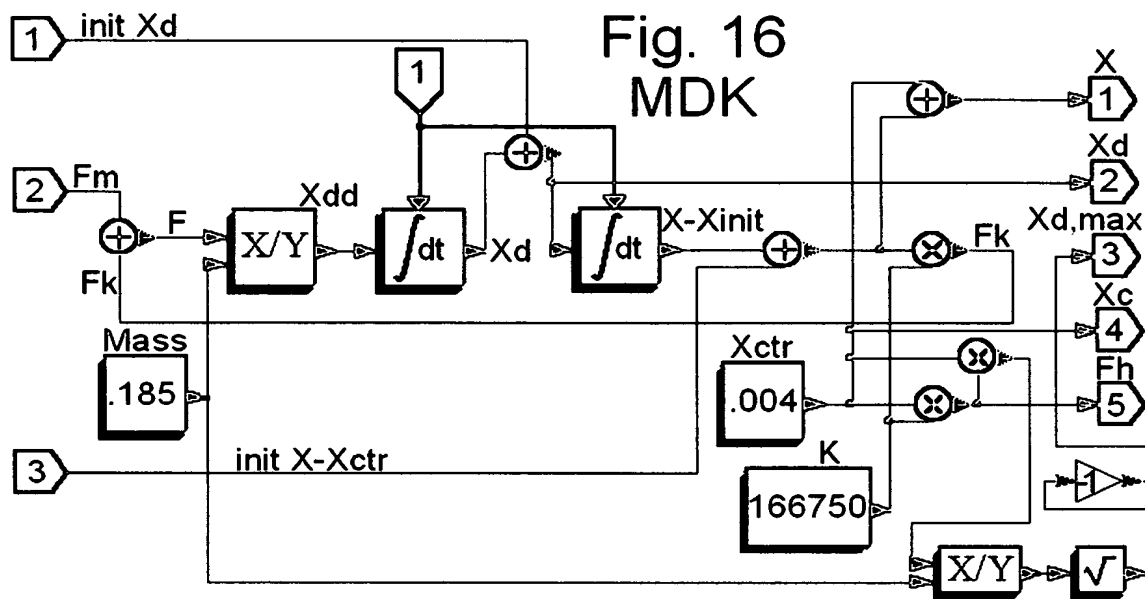 Fig. 16
MDK
1 init Xd
1
X
1
Xd
2
Xd,max
3
Xc
4
Fh
5
2 Fm
F
Fk
X/Y
Xdd
∫dt
Xd
∫dt
X-Xinit
Fk
Mass
.185
Xctr
.004
3 init X-Xctr
K
166750
-1
X/Y
√